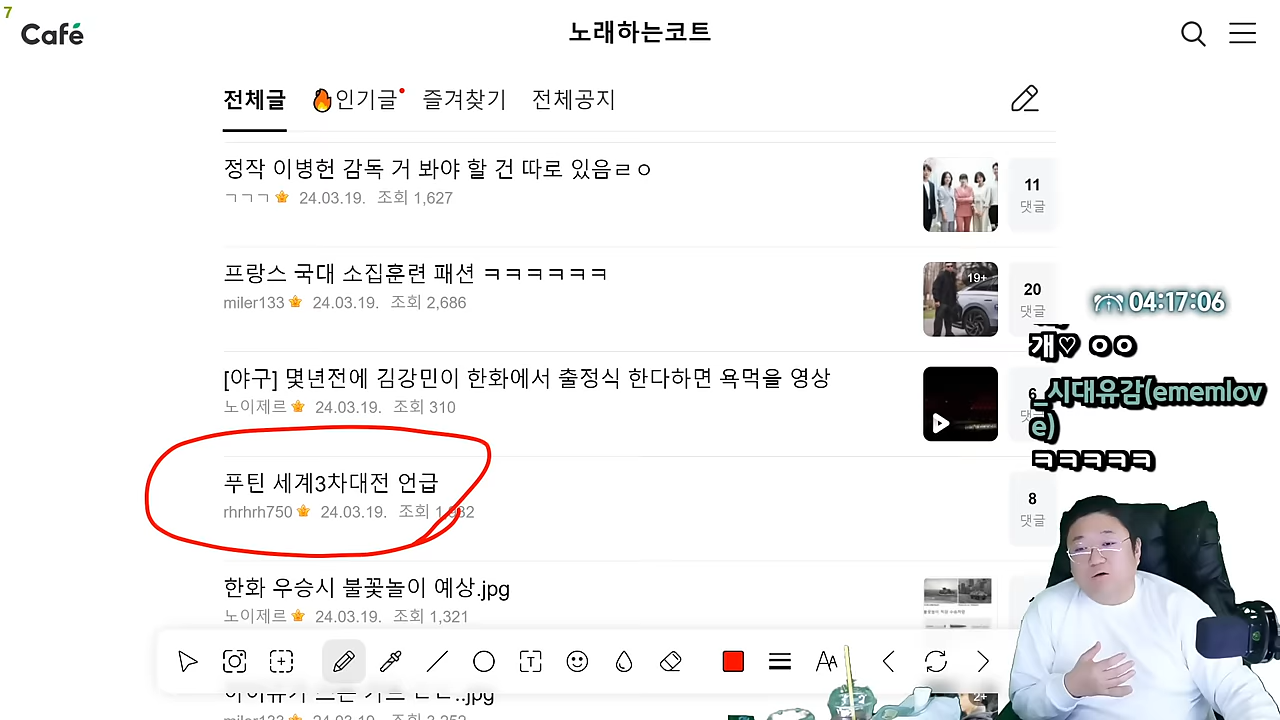 7
Café
노래하는코트
전체글 인기글 즐겨찾기 전체공지
정작 이병헌 감독 거 봐야 할 건 따로 있음ㄹㅇ
ㄱㄱㄱ 24.03.19. 조회 1,627
11
댓글
프랑스 국대 소집훈련 패션 ㅋㅋㅋㅋㅋㅋ
miler133 24.03.19. 조회 2,686
19+
20
댓글
04:17:06
개♡ ㅇㅇ
[야구] 몇년전에 김강민이 한화에서 출정식 한다하면 욕먹을 영상
노이제르 24.03.19. 조회 310
6
_시대유감(ememlov
e)
ㅋㅋㅋㅋㅋ
푸틴 세계3차대전 언급
rhrhrh750 24.03.19. 조회 1,932
8
댓글
한화 우승시 불꽃놀이 예상.jpg
노이제르 24.03.19. 조회 1,321
T
AA
2+